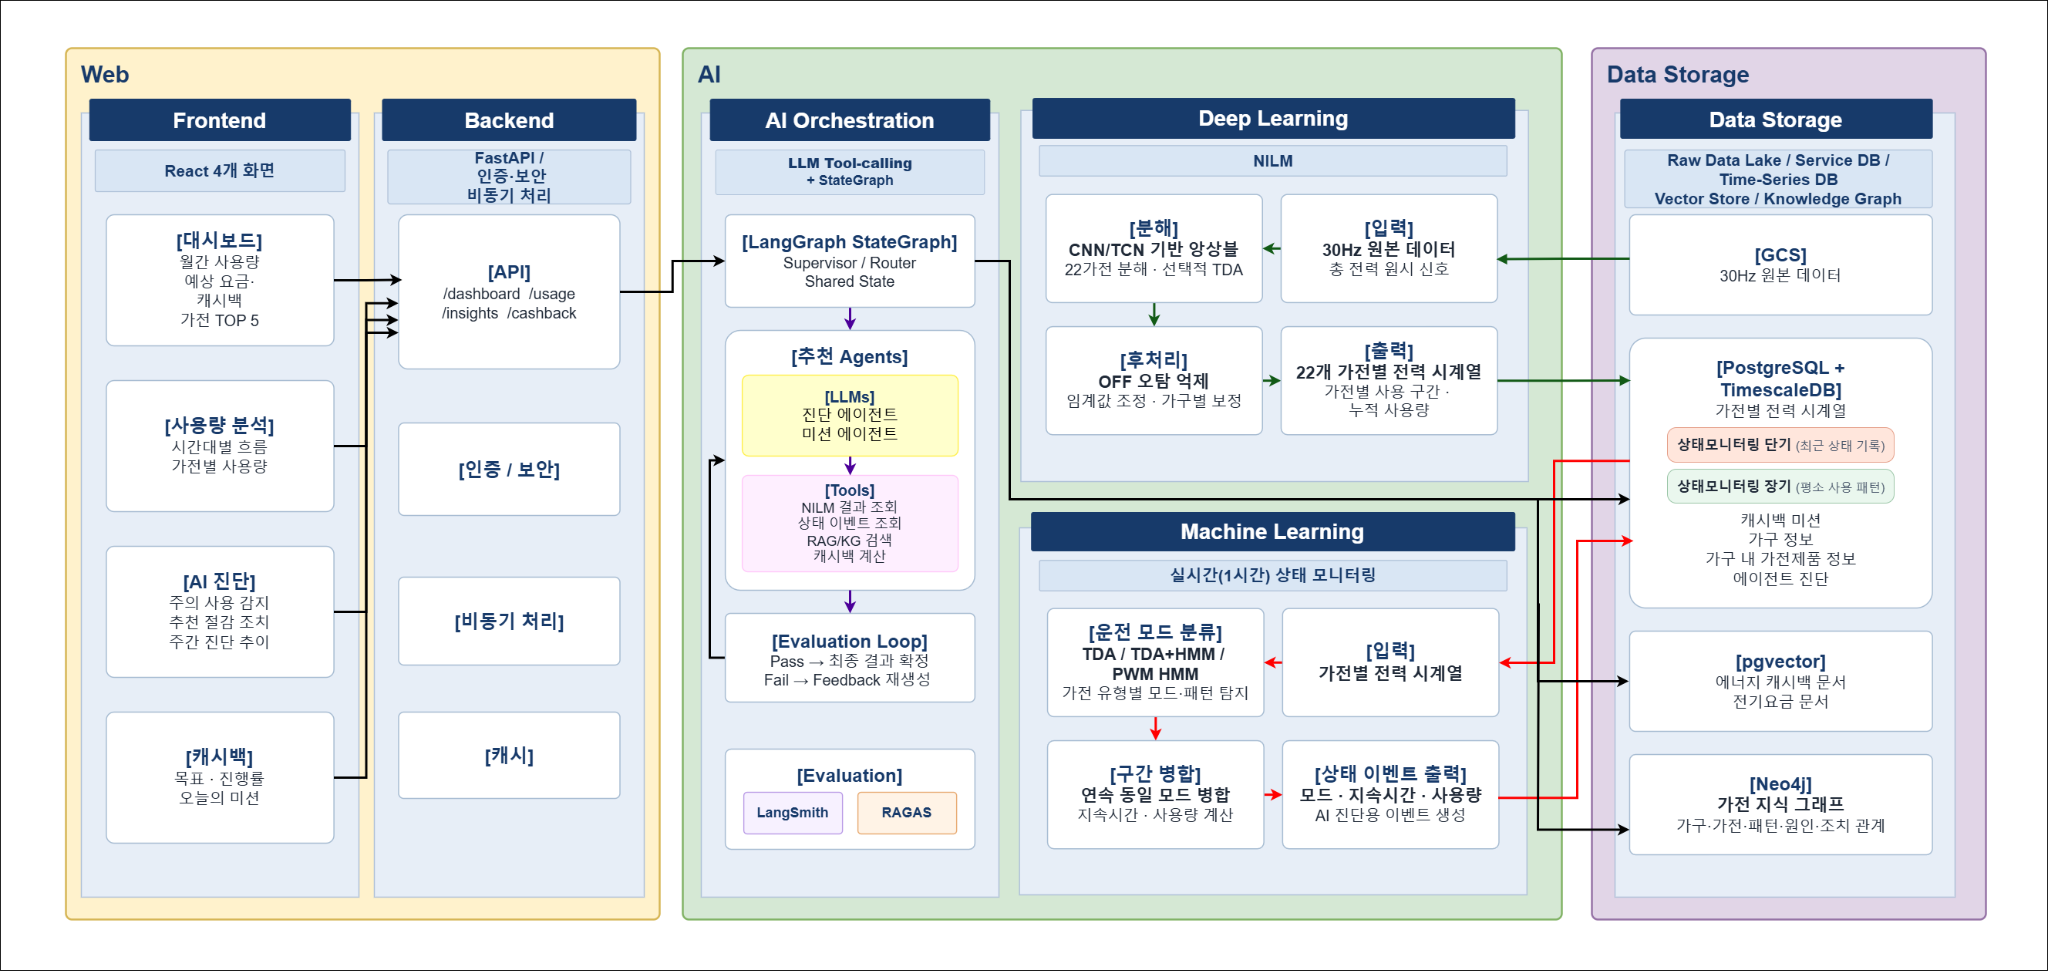 Web
Frontend
React 4개 화면
[대시보드]
월간 사용량
예상 요금·
캐시백
가전 TOP 5
[사용량 분석]
시간대별 흐름
가전별 사용량
[AI 진단]
주의 사용 감지
추천 절감 조치
주간 진단 추이
[캐시백]
목표 · 진행률
오늘의 미션
Backend
FastAPI /
인증·보안
비동기 처리
[API]
/dashboard /usage
/insights /cashback
[인증 / 보안]
[비동기 처리]
[캐시]
AI
AI Orchestration
LLM Tool-calling
+ StateGraph
[LangGraph StateGraph]
Supervisor / Router
Shared State
[추천 Agents]
[LLMs]
진단 에이전트
미션 에이전트
[Tools]
NILM 결과 조회
상태 이벤트 조회
RAG/KG 검색
캐시백 계산
[Evaluation Loop]
Pass → 최종 결과 확정
Fail → Feedback 재생성
[Evaluation]
LangSmith
RAGAS
Deep Learning
NILM
[분해]
CNN/TCN 기반 앙상블
22가전 분해 · 선택적 TDA
[입력]
30Hz 원본 데이터
총 전력 원시 신호
[후처리]
OFF 오탐 억제
임계값 조정 · 가구별 보정
[출력]
22개 가전별 전력 시계열
가전별 사용 구간 ·
누적 사용량
Machine Learning
실시간(1시간) 상태 모니터링
[운전 모드 분류]
TDA / TDA+HMM /
PWM HMM
가전 유형별 모드·패턴 탐지
[입력]
가전별 전력 시계열
[구간 병합]
연속 동일 모드 병합
지속시간 · 사용량 계산
[상태 이벤트 출력]
모드 · 지속시간 · 사용량
AI 진단용 이벤트 생성
Data Storage
Data Storage
Raw Data Lake / Service DB /
Time-Series DB
Vector Store / Knowledge Graph
[GCS]
30Hz 원본 데이터
[PostgreSQL +
TimescaleDB]
가전별 전력 시계열
상태모니터링 단기 (최근 상태 기록)
상태모니터링 장기 (평소 사용 패턴)
캐시백 미션
가구 정보
가구 내 가전제품 정보
에이전트 진단
[pgvector]
에너지 캐시백 문서
전기요금 문서
[Neo4j]
가전 지식 그래프
가구·가전·패턴·원인·조치 관계